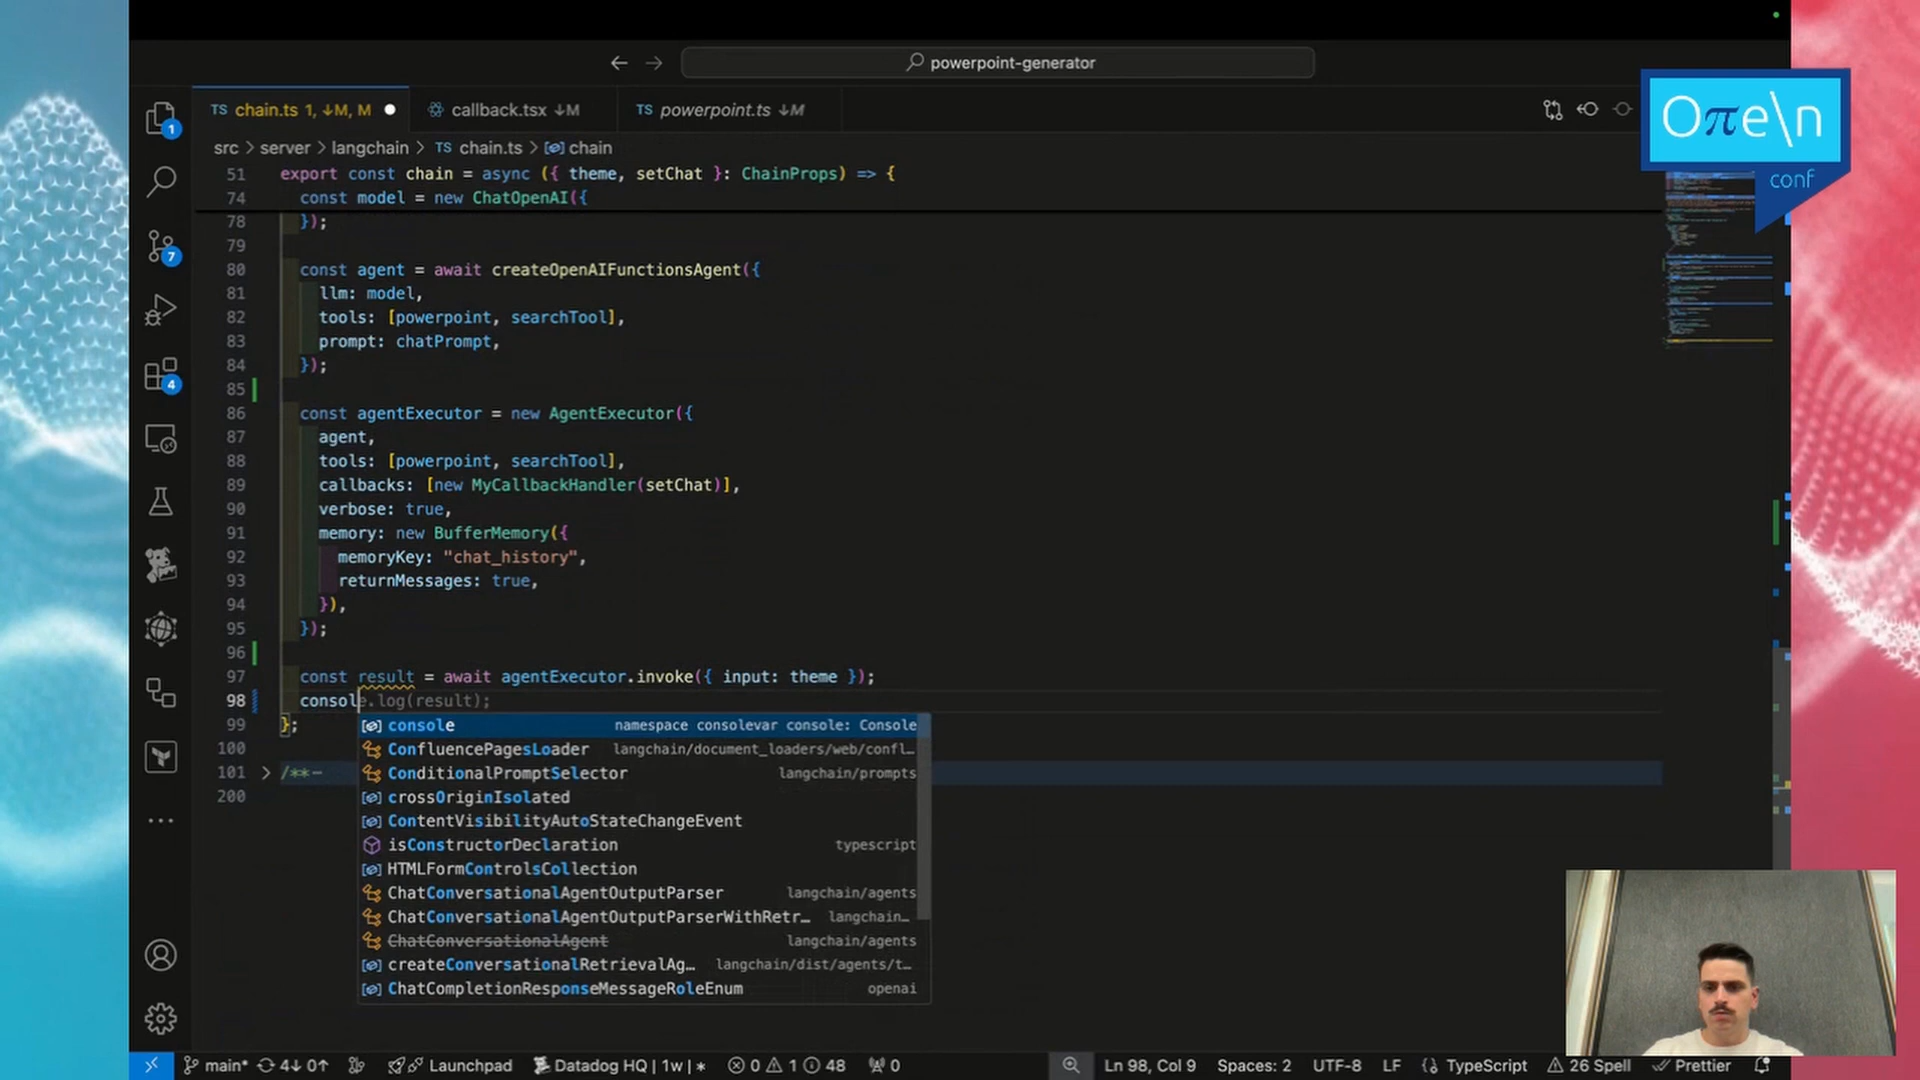 powerpoint-generator
TS chain.ts 1, ↓M, M
callback.tsx ↓M
TS powerpoint.ts ↓M
Oπe\n
conf
src > server > langchain > TS chain.ts > chain
51 export const chain = async ({ theme, setChat }: ChainProps) => {
74 const model = new ChatOpenAI({
78 });
79
80 const agent = await createOpenAIFunctionsAgent({
81 llm: model,
82 tools: [powerpoint, searchTool],
83 prompt: chatPrompt,
84 });
85
86 const agentExecutor = new AgentExecutor({
87 agent,
88 tools: [powerpoint, searchTool],
89 callbacks: [new MyCallbackHandler(setChat)],
90 verbose: true,
91 memory: new BufferMemory({
92 memoryKey: "chat_history",
93 returnMessages: true,
94 }),
95 });
96
97 const result = await agentExecutor.invoke({ input: theme });
98 console.log(result);
99 };
100
101 /**
200
console namespace consolevar console: Console
ConfluencePagesLoader langchain/document_loaders/web/confl…
ConditionalPromptSelector langchain/prompts
crossOriginIsolated
ContentVisibilityAutoStateChangeEvent
isConstructorDeclaration typescript
HTMLFormControlsCollection
ChatConversationalAgentOutputParser langchain/agents
ChatConversationalAgentOutputParserWithRetr… langchain…
ChatConversationalAgent langchain/agents
createConversationalRetrievalAg… langchain/dist/agents/t…
ChatCompletionResponseMessageRoleEnum openai
1
7
4
main* 4↓ 0↑ Launchpad Datadog HQ | 1w | * 0 1 48 0 Ln 98, Col 9 Spaces: 2 UTF-8 LF {} TypeScript 26 Spell Prettier